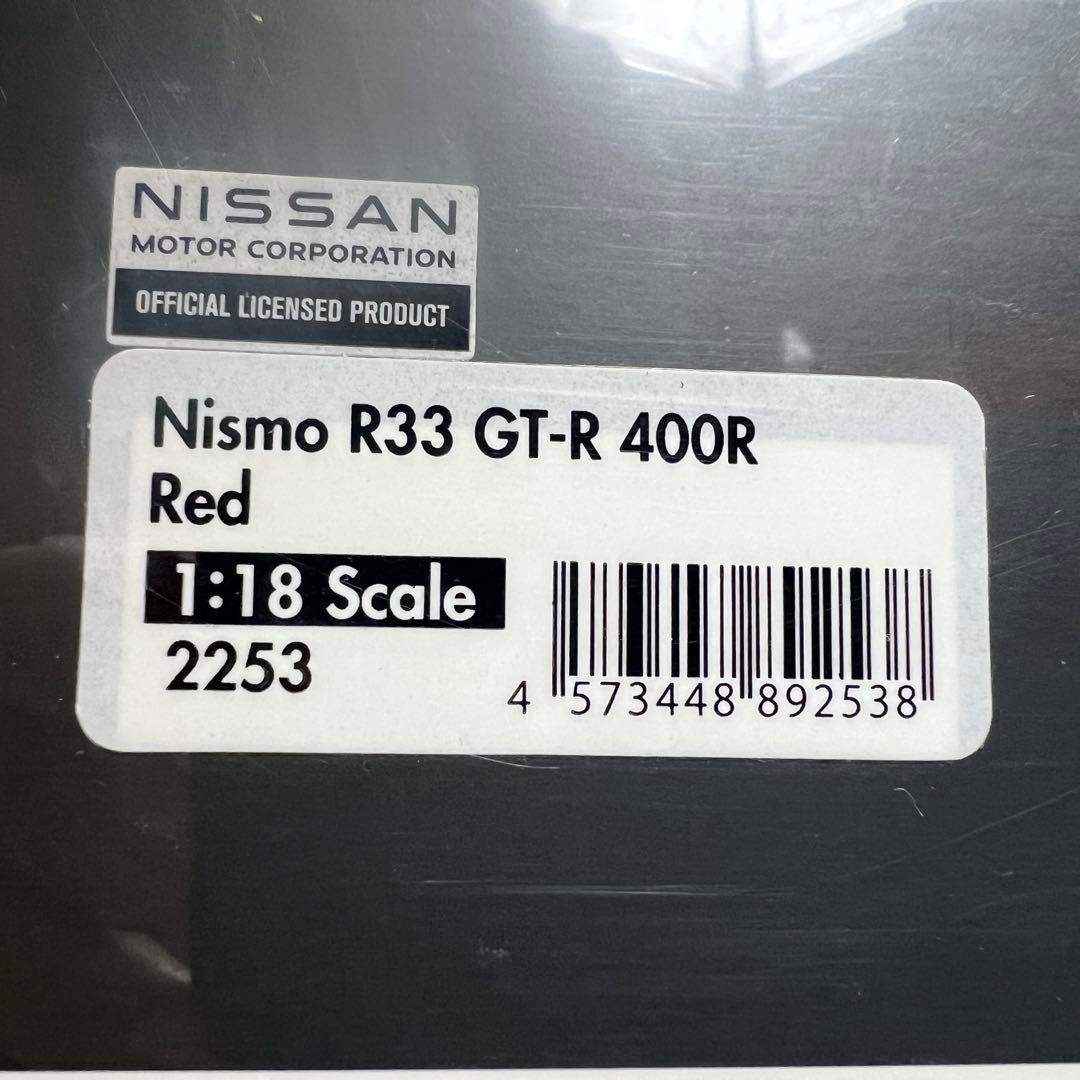 NISSAN
MOTOR CORPORATION
OFFICIAL LICENSED PRODUCT
Nismo R33 GT-R 400R
Red
1:18 Scale
2253
4 573448 892538